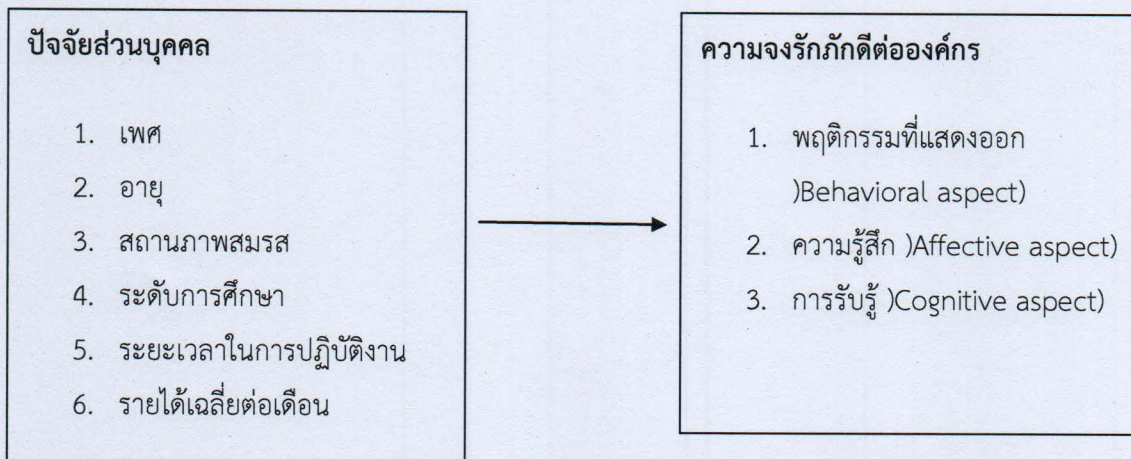 ปัจจัยส่วนบุคคล
1. เพศ
2. อายุ
3. สถานภาพสมรส
4. ระดับการศึกษา
5. ระยะเวลาในการปฏิบัติงาน
6. รายได้เฉลี่ยต่อเดือน
ความจงรักภักดีต่อองค์กร
1. พฤติกรรมที่แสดงออก
)Behavioral aspect)
2. ความรู้สึก )Affective aspect)
3. การรับรู้ )Cognitive aspect)